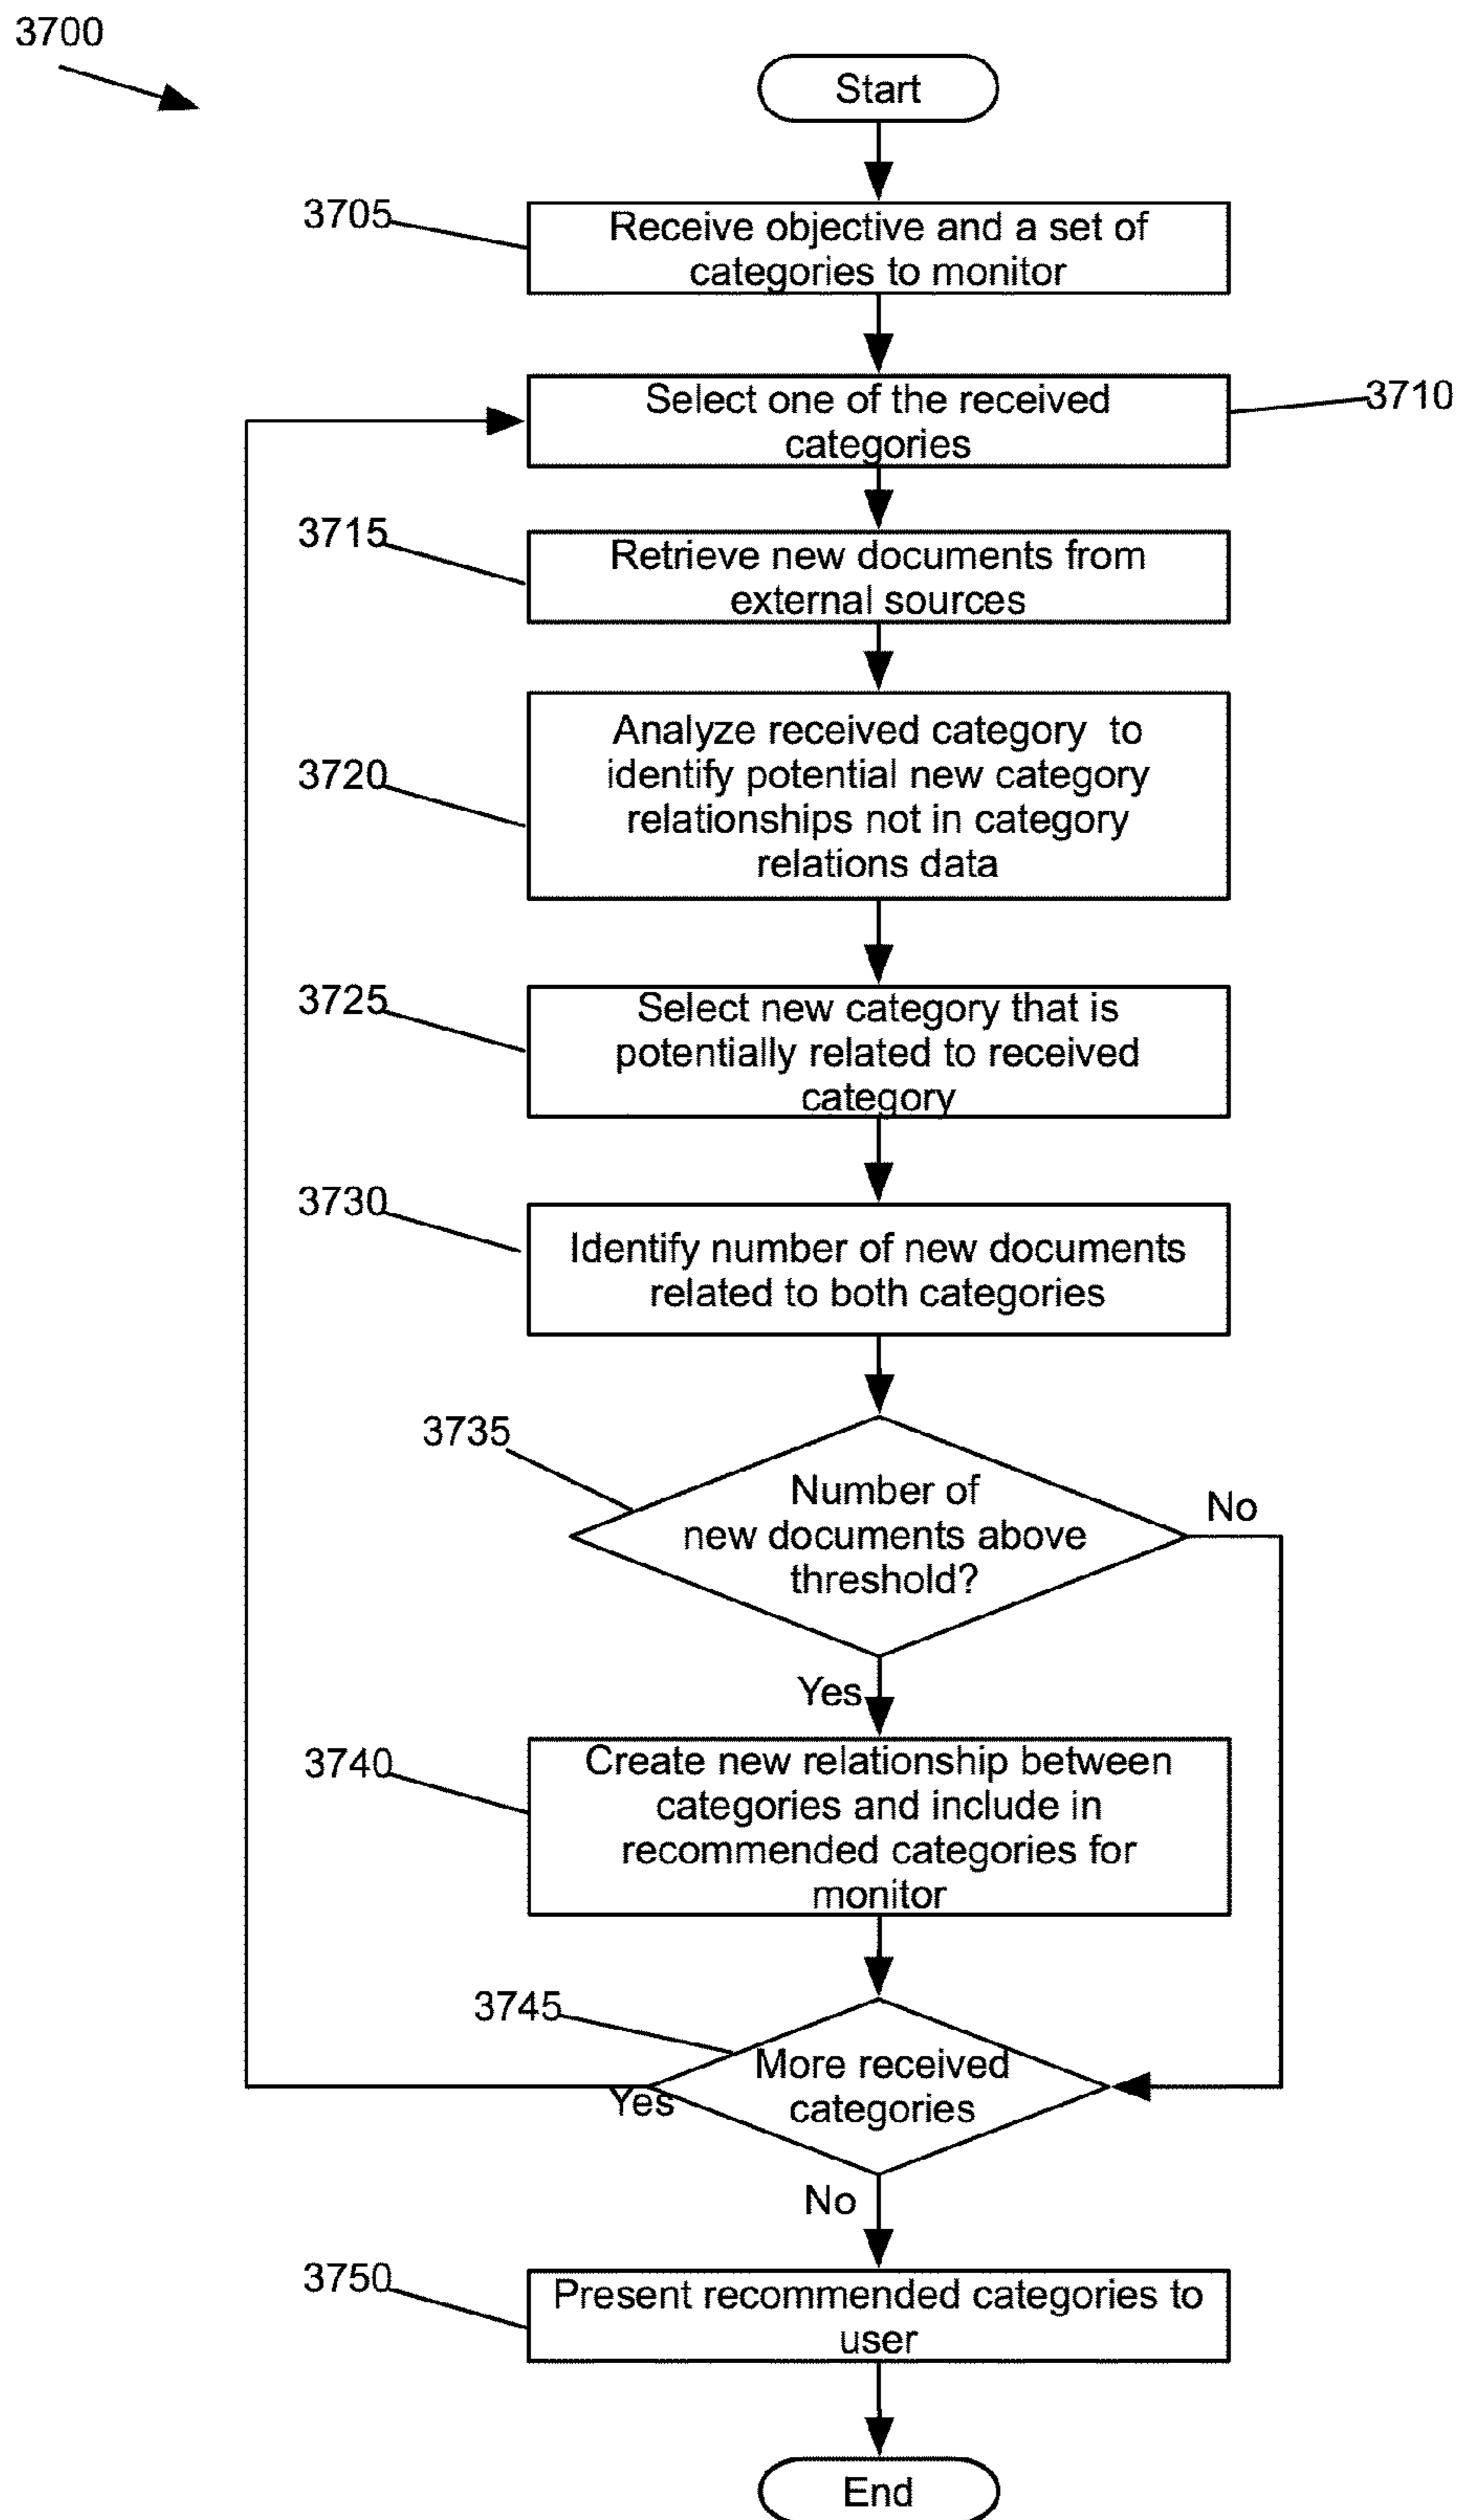 3700
Start
3705
Receive objective and a set of
categories to monitor
Select one of the received
categories
3710
3715
Retrieve new documents from
external sources
3720
Analyze received category to
identify potential new category
relationships not in category
relations data
3725
Select new category that is
potentially related to received
category
3730
Identify number of new documents
related to both categories
3735
Number of
new documents above
threshold?
No
Yes
3740
Create new relationship between
categories and include in
recommended categories for
monitor
3745
More received
categories
Yes
No
3750
Present recommended categories to
user
End